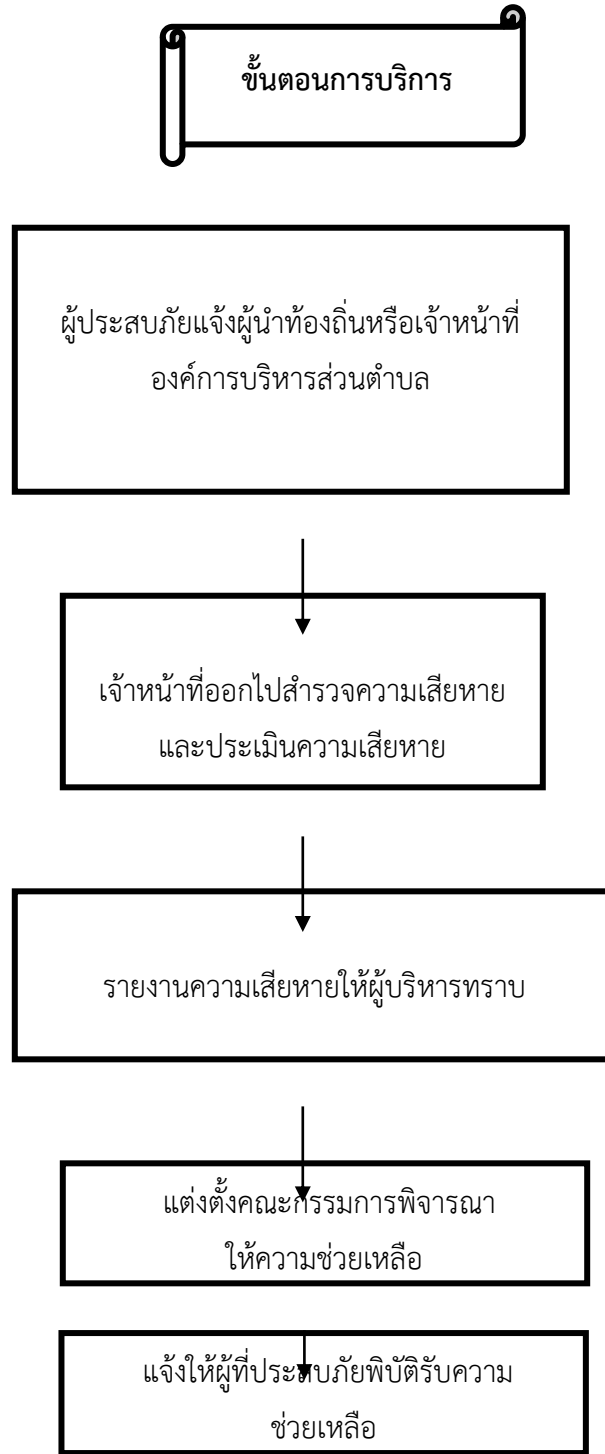 ขั้นตอนการบริการ
ผู้ประสบภัยแจ้งผู้นำท้องถิ่นหรือเจ้าหน้าที่
องค์การบริหารส่วนตำบล
เจ้าหน้าที่ออกไปสำรวจความเสียหาย
และประเมินความเสียหาย
รายงานความเสียหายให้ผู้บริหารทราบ
แต่งตั้งคณะกรรมการพิจารณา
ให้ความช่วยเหลือ
แจ้งให้ผู้ที่ประสบภัยพิบัติรับความ
ช่วยเหลือ